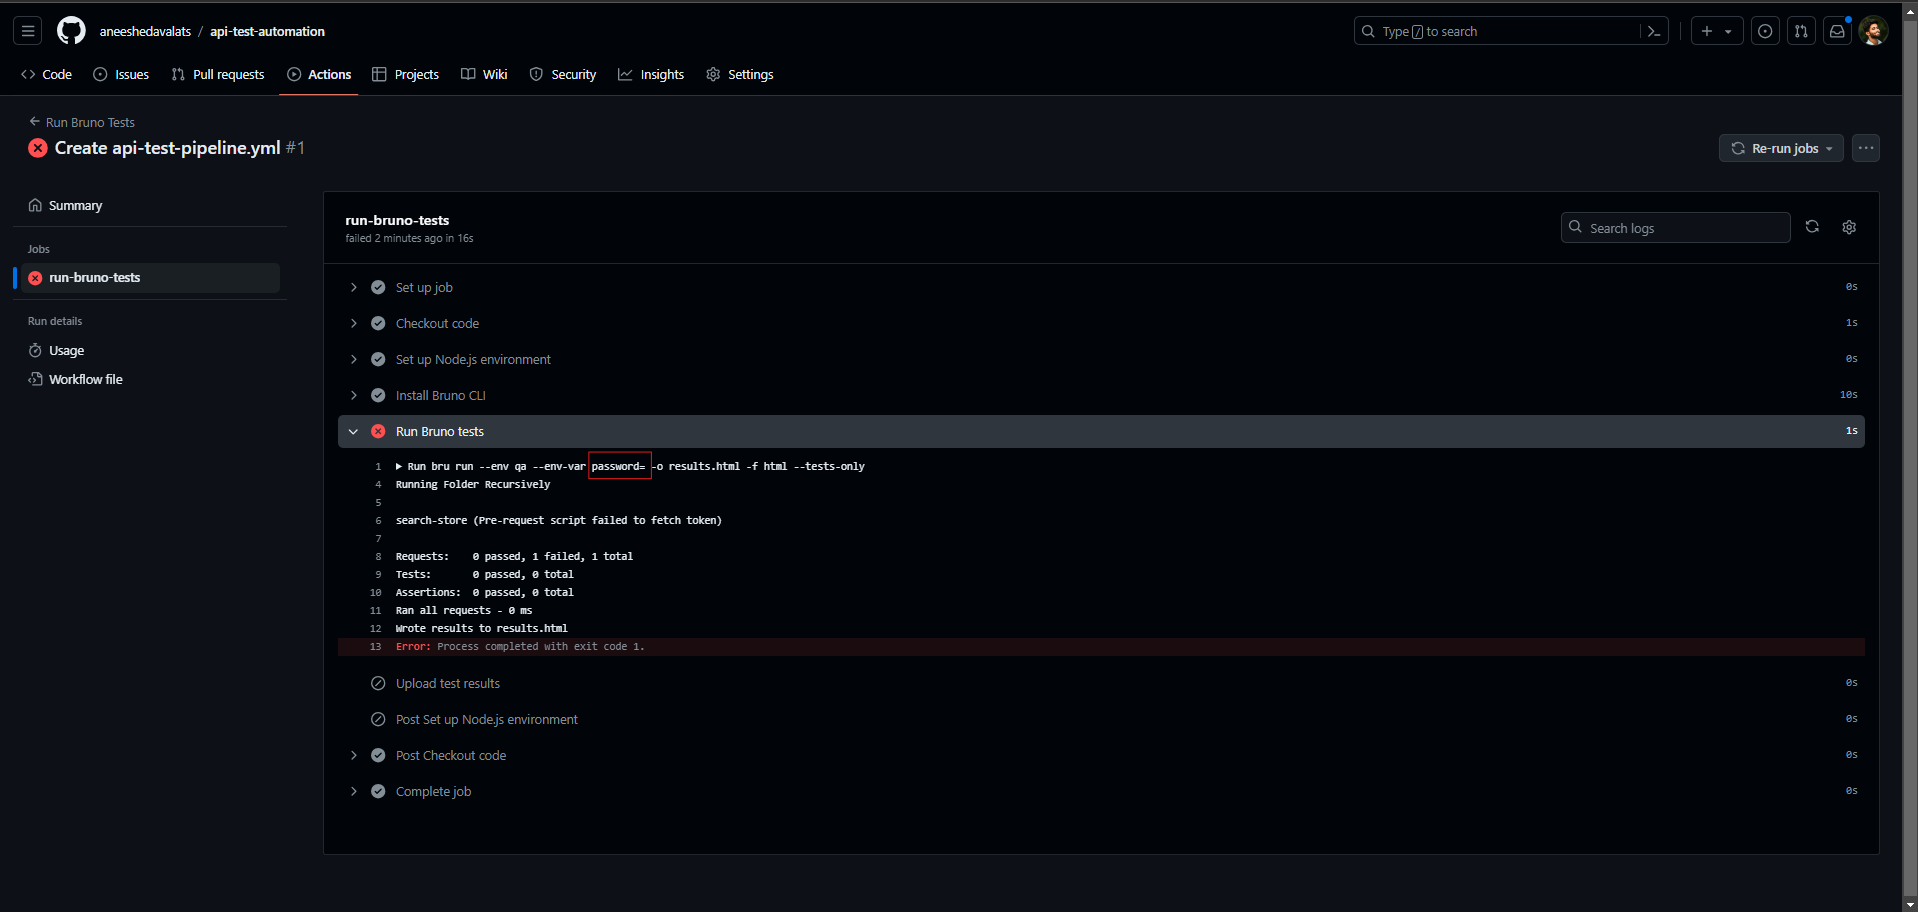 aneeshedavalats / api-test-automation
Type / to search
Code Issues Pull requests Actions Projects Wiki Security Insights Settings
Run Bruno Tests
Create api-test-pipeline.yml #1
Re-run jobs
Summary
Jobs
run-bruno-tests
Run details
Usage
Workflow file
run-bruno-tests
failed 2 minutes ago in 16s
Search logs
Set up job 0s
Checkout code 1s
Set up Node.js environment 0s
Install Bruno CLI 10s
Run Bruno tests 1s
1 Run bru run --env qa --env-var password= -o results.html -f html --tests-only
4 Running Folder Recursively
5
6 search-store (Pre-request script failed to fetch token)
7
8 Requests: 0 passed, 1 failed, 1 total
9 Tests: 0 passed, 0 total
10 Assertions: 0 passed, 0 total
11 Ran all requests - 0 ms
12 Wrote results to results.html
13 Error: Process completed with exit code 1.
Upload test results 0s
Post Set up Node.js environment 0s
Post Checkout code 0s
Complete job 0s